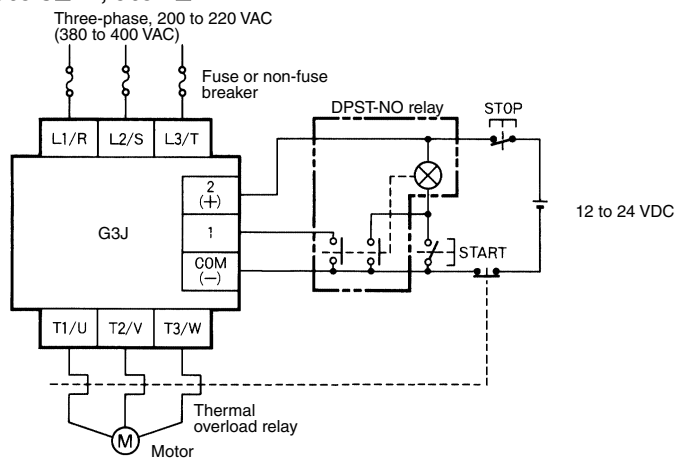 Three-phase, 200 to 220 VAC
(380 to 400 VAC)
Fuse or non-fuse
breaker
DPST-NO relay
STOP
L1/R L2/S L3/T
2
(+)
12 to 24 VDC
G3J
1
START
COM
(−)
T1/U T2/V T3/W
Thermal
overload relay
M
Motor